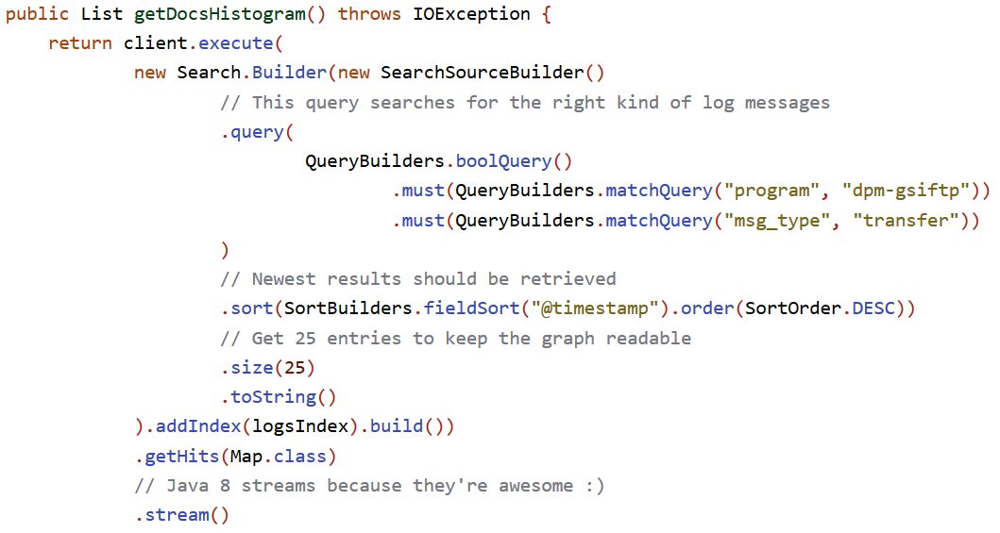 public List getDocsHistogram() throws IOException {
    return client.execute(
            new Search.Builder(new SearchSourceBuilder()
                    // This query searches for the right kind of log messages
                    .query(
                            QueryBuilders.boolQuery()
                                    .must(QueryBuilders.matchQuery("program", "dpm-gsiftp"))
                                    .must(QueryBuilders.matchQuery("msg_type", "transfer"))
                    )
                    // Newest results should be retrieved
                    .sort(SortBuilders.fieldSort("@timestamp").order(SortOrder.DESC))
                    // Get 25 entries to keep the graph readable
                    .size(25)
                    .toString()
            ).addIndex(logsIndex).build())
            .getHits(Map.class)
            // Java 8 streams because they're awesome :)
            .stream()